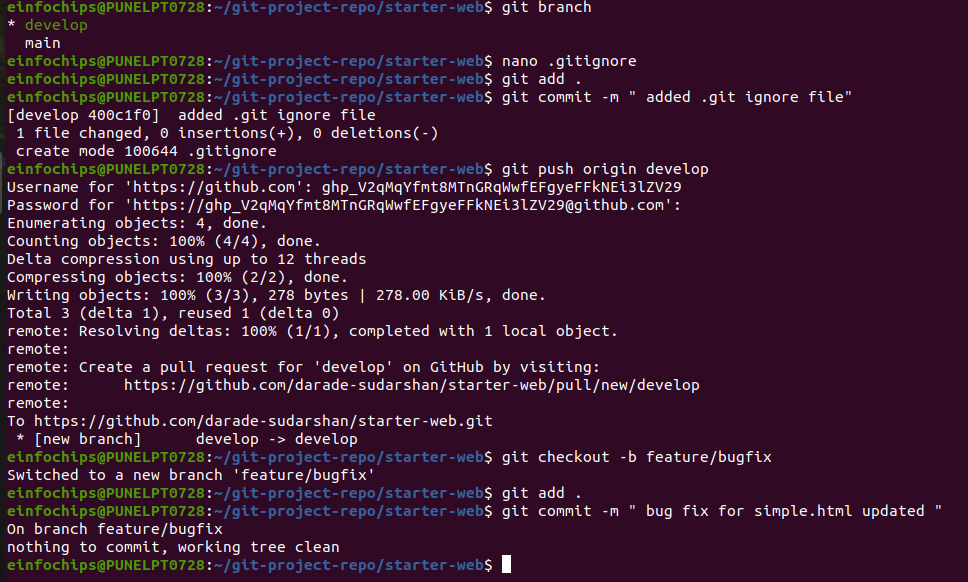 einfochips@PUNELPT0728:~/git-project-repo/starter-web$ git branch
* develop
  main
einfochips@PUNELPT0728:~/git-project-repo/starter-web$ nano .gitignore
einfochips@PUNELPT0728:~/git-project-repo/starter-web$ git add .
einfochips@PUNELPT0728:~/git-project-repo/starter-web$ git commit -m " added .git ignore file"
[develop 400c1f0]  added .git ignore file
 1 file changed, 0 insertions(+), 0 deletions(-)
 create mode 100644 .gitignore
einfochips@PUNELPT0728:~/git-project-repo/starter-web$ git push origin develop
Username for 'https://github.com': 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
Password for 'https://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@github.com':
Enumerating objects: 4, done.
Counting objects: 100% (4/4), done.
Delta compression using up to 12 threads
Compressing objects: 100% (2/2), done.
Writing objects: 100% (3/3), 278 bytes | 278.00 KiB/s, done.
Total 3 (delta 1), reused 1 (delta 0)
remote: Resolving deltas: 100% (1/1), completed with 1 local object.
remote:
remote: Create a pull request for 'develop' on GitHub by visiting:
remote:      https://github.com/darade-sudarshan/starter-web/pull/new/develop
remote:
To https://github.com/darade-sudarshan/starter-web.git
 * [new branch]      develop -> develop
einfochips@PUNELPT0728:~/git-project-repo/starter-web$ git checkout -b feature/bugfix
Switched to a new branch 'feature/bugfix'
einfochips@PUNELPT0728:~/git-project-repo/starter-web$ git add .
einfochips@PUNELPT0728:~/git-project-repo/starter-web$ git commit -m " bug fix for simple.html updated "
On branch feature/bugfix
nothing to commit, working tree clean
einfochips@PUNELPT0728:~/git-project-repo/starter-web$